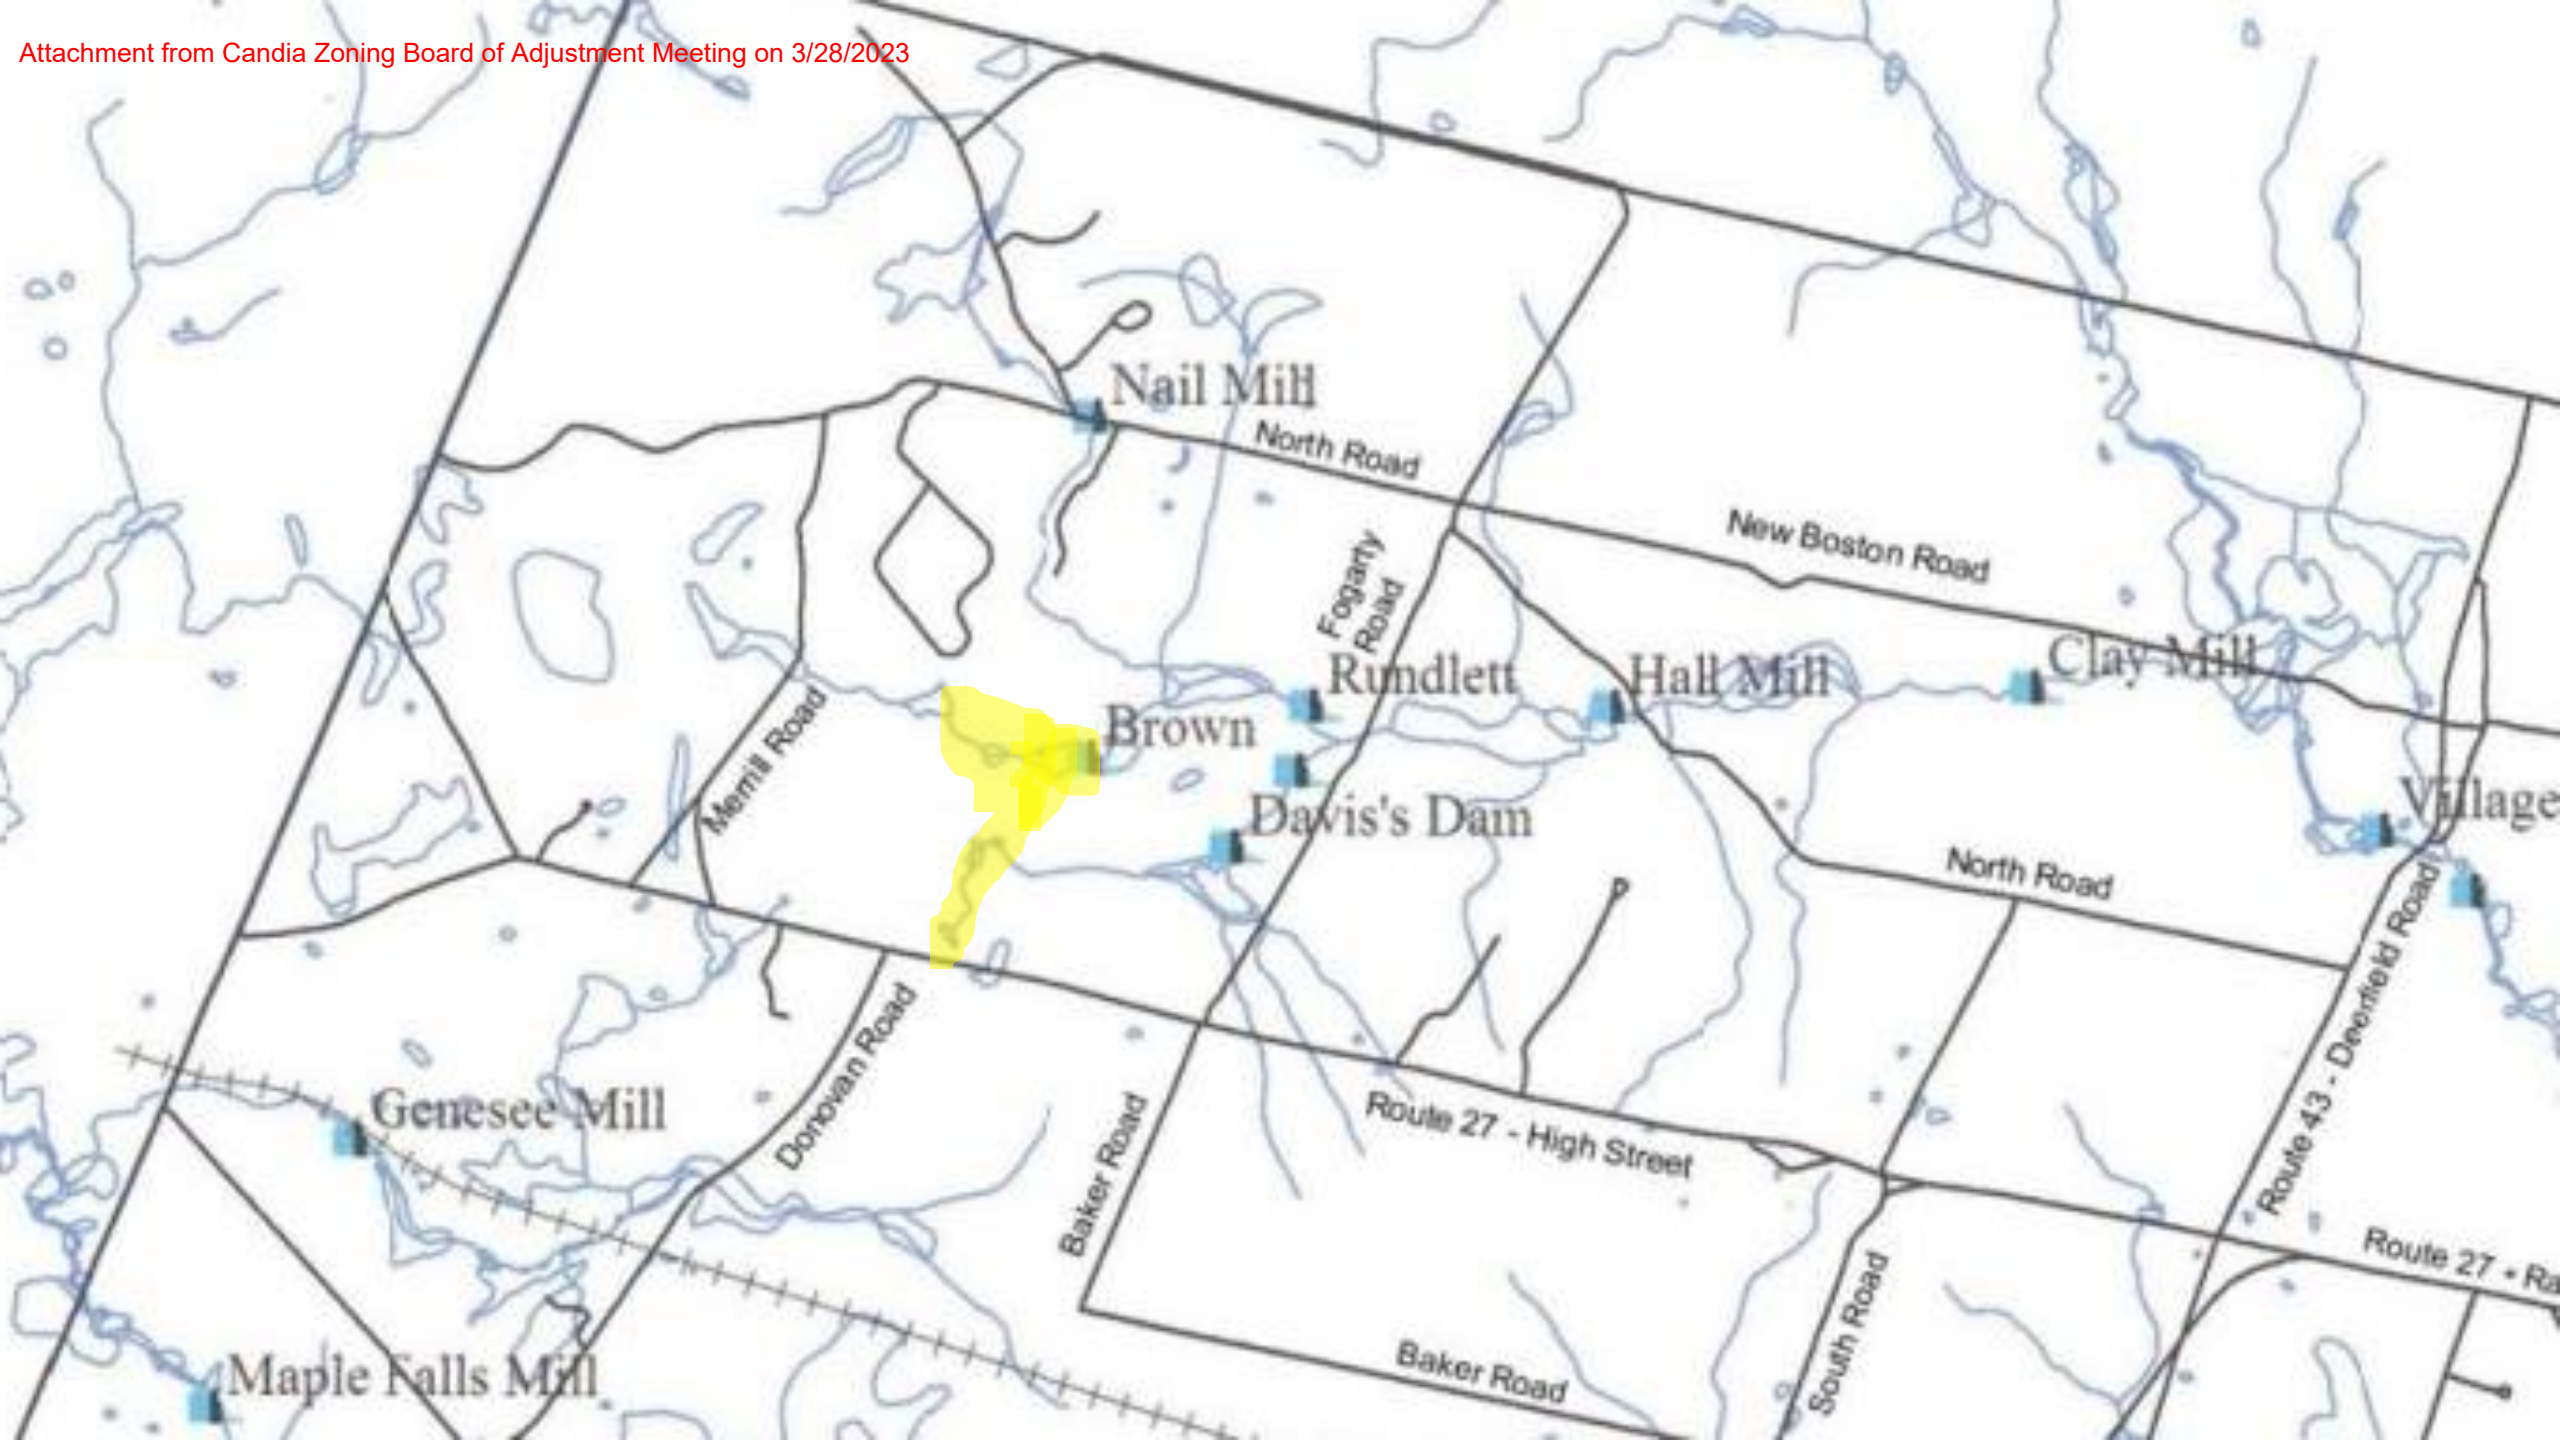 Attachment from Candia Zoning Board of Adjustment Meeting on 3/28/2023
Nail Mill
North Road
New Boston Road
Fogarty
Road
Rundlett
Hall Mill
Clay Mill
Brown
Merrill Road
Davis's Dam
Village
North Road
Route 43 - Deerfield Road
Donovan Road
Genesee Mill
Baker Road
Route 27 - High Street
Route 27 • Ra
South Road
Baker Road
Maple Falls Mill